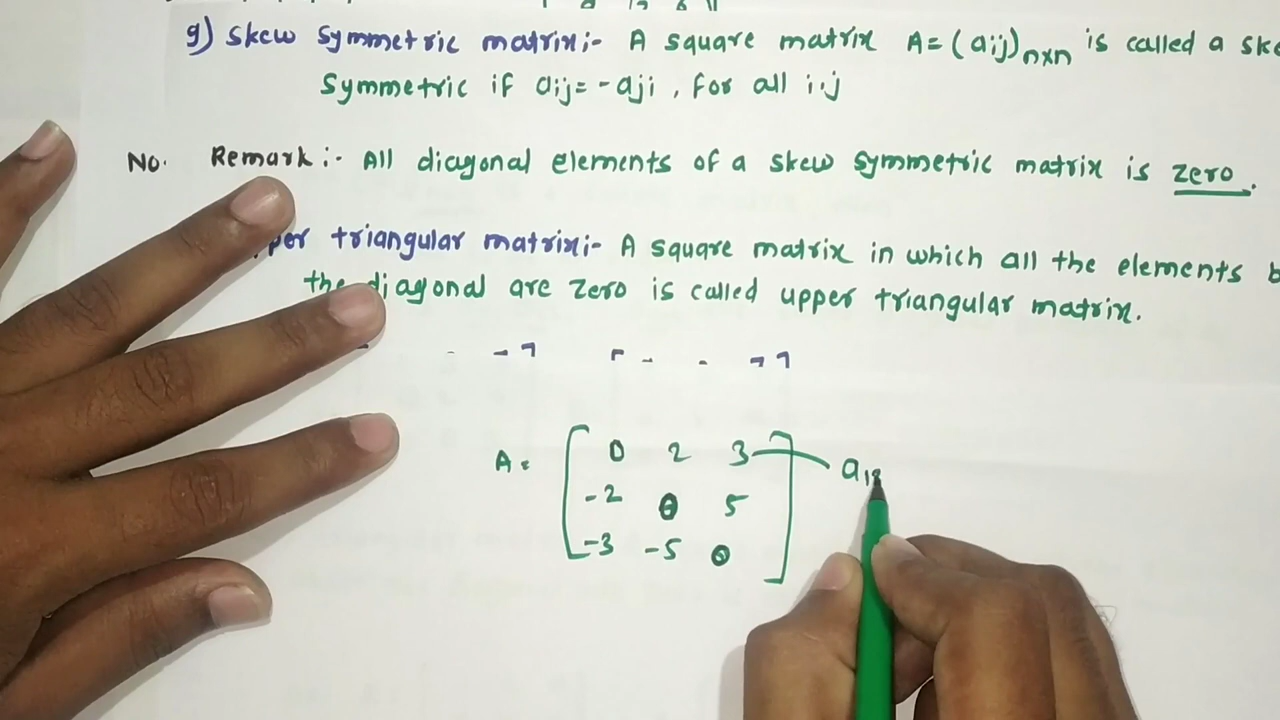 g) Skew Symmetric matrix:- A square matrix A=(aij)nxn is called a ske
Symmetric if aij=-aji, for all i,j
No. Remark:- All diagonal elements of a skew symmetric matrix is zero.
per triangular matrix:- A square matrix in which all the elements b
the diagonal are zero is called upper triangular matrix.
A=
0 2 3
-2 0 5
-3 -5 0